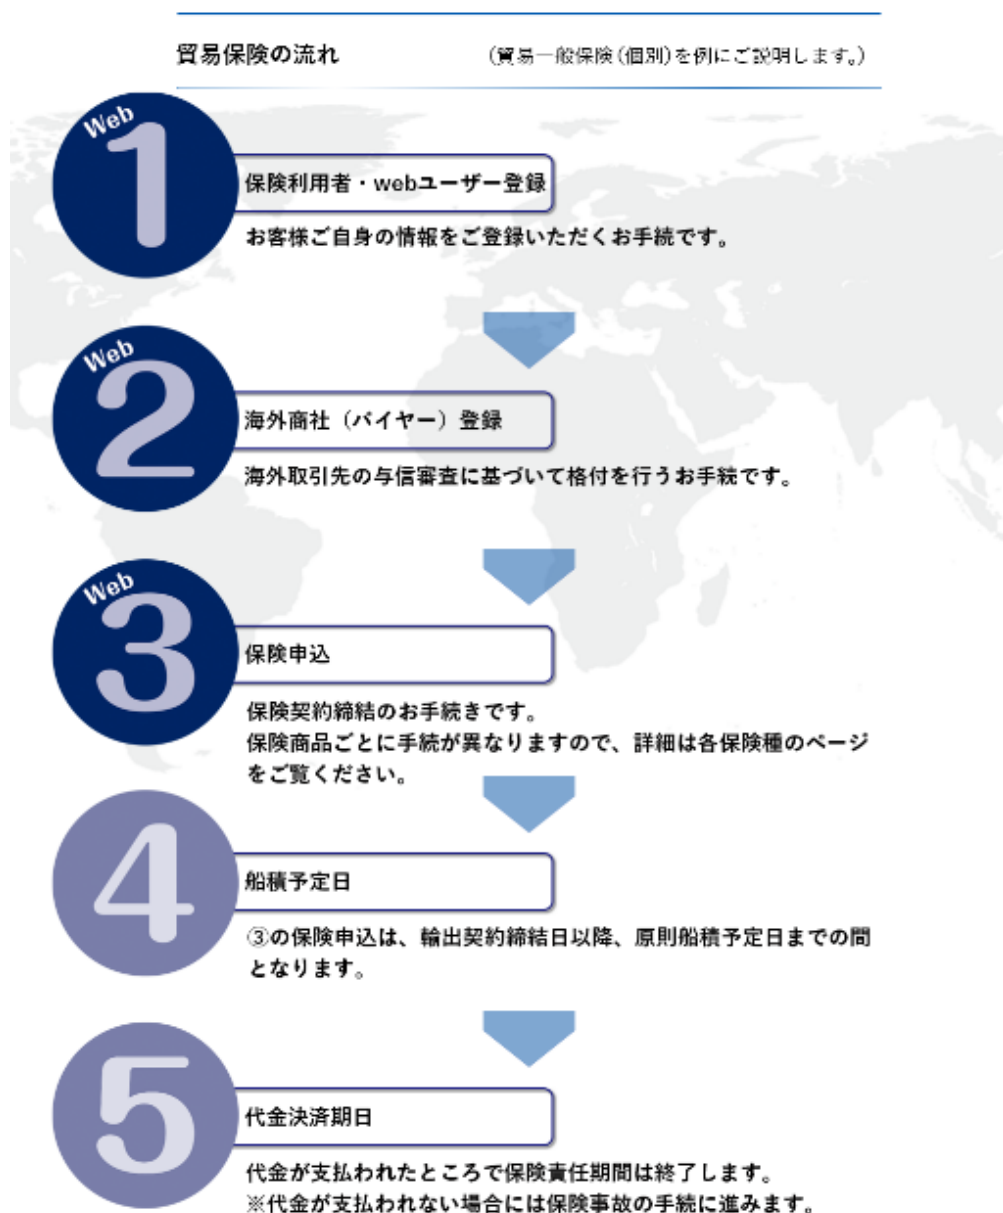 貿易保険の流れ (貿易一般保険(個別)を例にご説明します。)
Web
1
保険利用者・webユーザー登録
お客様ご自身の情報をご登録いただくお手続です。
Web
2
海外商社(バイヤー)登録
海外取引先の与信審査に基づいて格付を行うお手続です。
Web
3
保険申込
保険契約締結のお手続きです。
保険商品ごとに手続が異なりますので、詳細は各保険種のページ
をご覧ください。
4
船積予定日
③の保険申込は、輸出契約締結日以降、原則船積予定日までの間
となります。
5
代金決済期日
代金が支払われたところで保険責任期間は終了します。
※代金が支払われない場合には保険事故の手続に進みます。